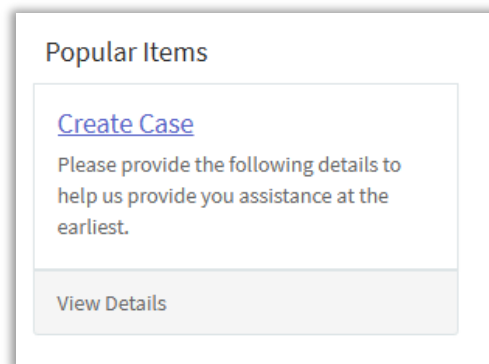 Popular Items
Create Case
Please provide the following details to
help us provide you assistance at the
earliest.
View Details